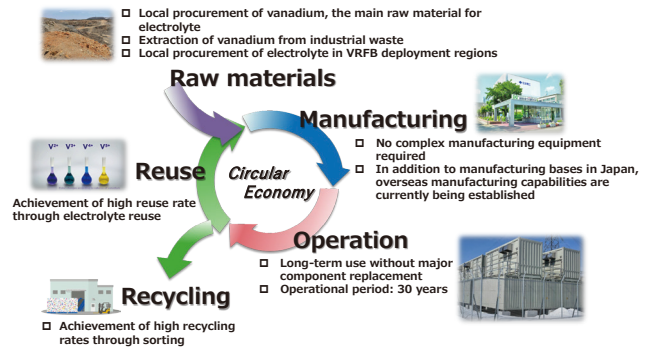 Local procurement of vanadium, the main raw material for
electrolyte
Extraction of vanadium from industrial waste
Local procurement of electrolyte in VRFB deployment regions
Raw materials
Manufacturing
No complex manufacturing equipment
required
In addition to manufacturing bases in Japan,
overseas manufacturing capabilities are
currently being established
Reuse
Circular
Economy
Achievement of high reuse rate
through electrolyte reuse
Operation
Long-term use without major
component replacement
Operational period: 30 years
Recycling
Achievement of high recycling
rates through sorting